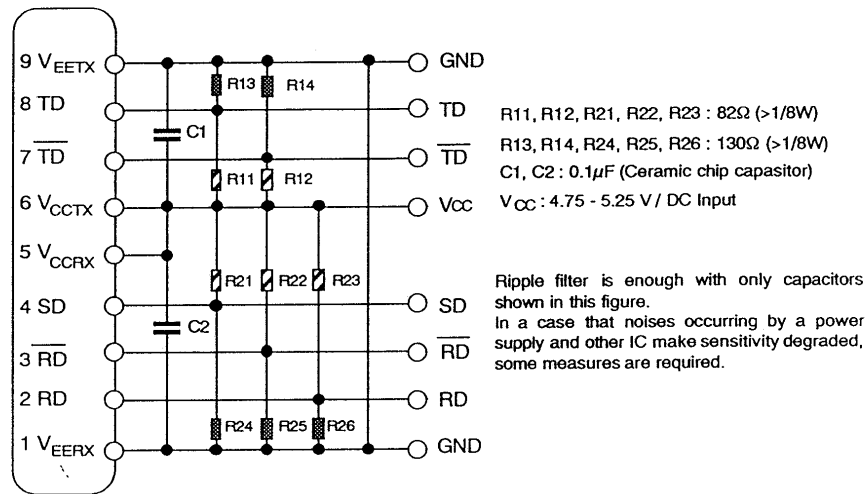 9 VEETX
R13
R14
GND
8 TD
TD
R11, R12, R21, R22, R23 : 82Ω (>1/8W)
C1
R13, R14, R24, R25, R26 : 130Ω (>1/8W)
7 T̅D̅
T̅D̅
C1, C2 : 0.1µF (Ceramic chip capasitor)
R11
R12
6 VCCTX
VCC
VCC : 4.75 - 5.25 V / DC Input
5 VCCRX
R21
R22
R23
Ripple filter is enough with only capacitors
shown in this figure.
In a case that noises occurring by a power
supply and other IC make sensitivity degraded,
some measures are required.
4 SD
SD
C2
3 R̅D̅
R̅D̅
2 RD
RD
R24
R25
R26
1 VEERX
GND